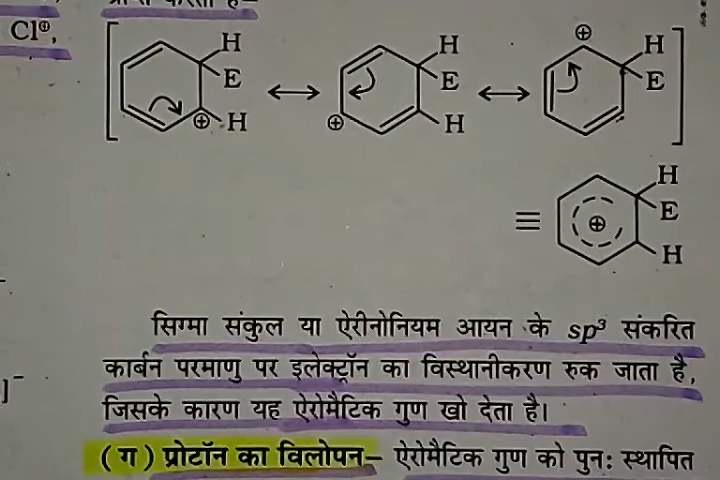 Cl⊕,
H
E
⊕ H
H
E
⊕ H
⊕
H
E
≡ ⊕ H
E
H
सिग्मा संकुल या ऐरीनोनियम आयन के sp³ संकरित
कार्बन परमाणु पर इलेक्ट्रॉन का विस्थानीकरण रुक जाता है,
]⁻
जिसके कारण यह ऐरोमैटिक गुण खो देता है।
(ग) प्रोटॉन का विलोपन– ऐरोमैटिक गुण को पुनः स्थापित